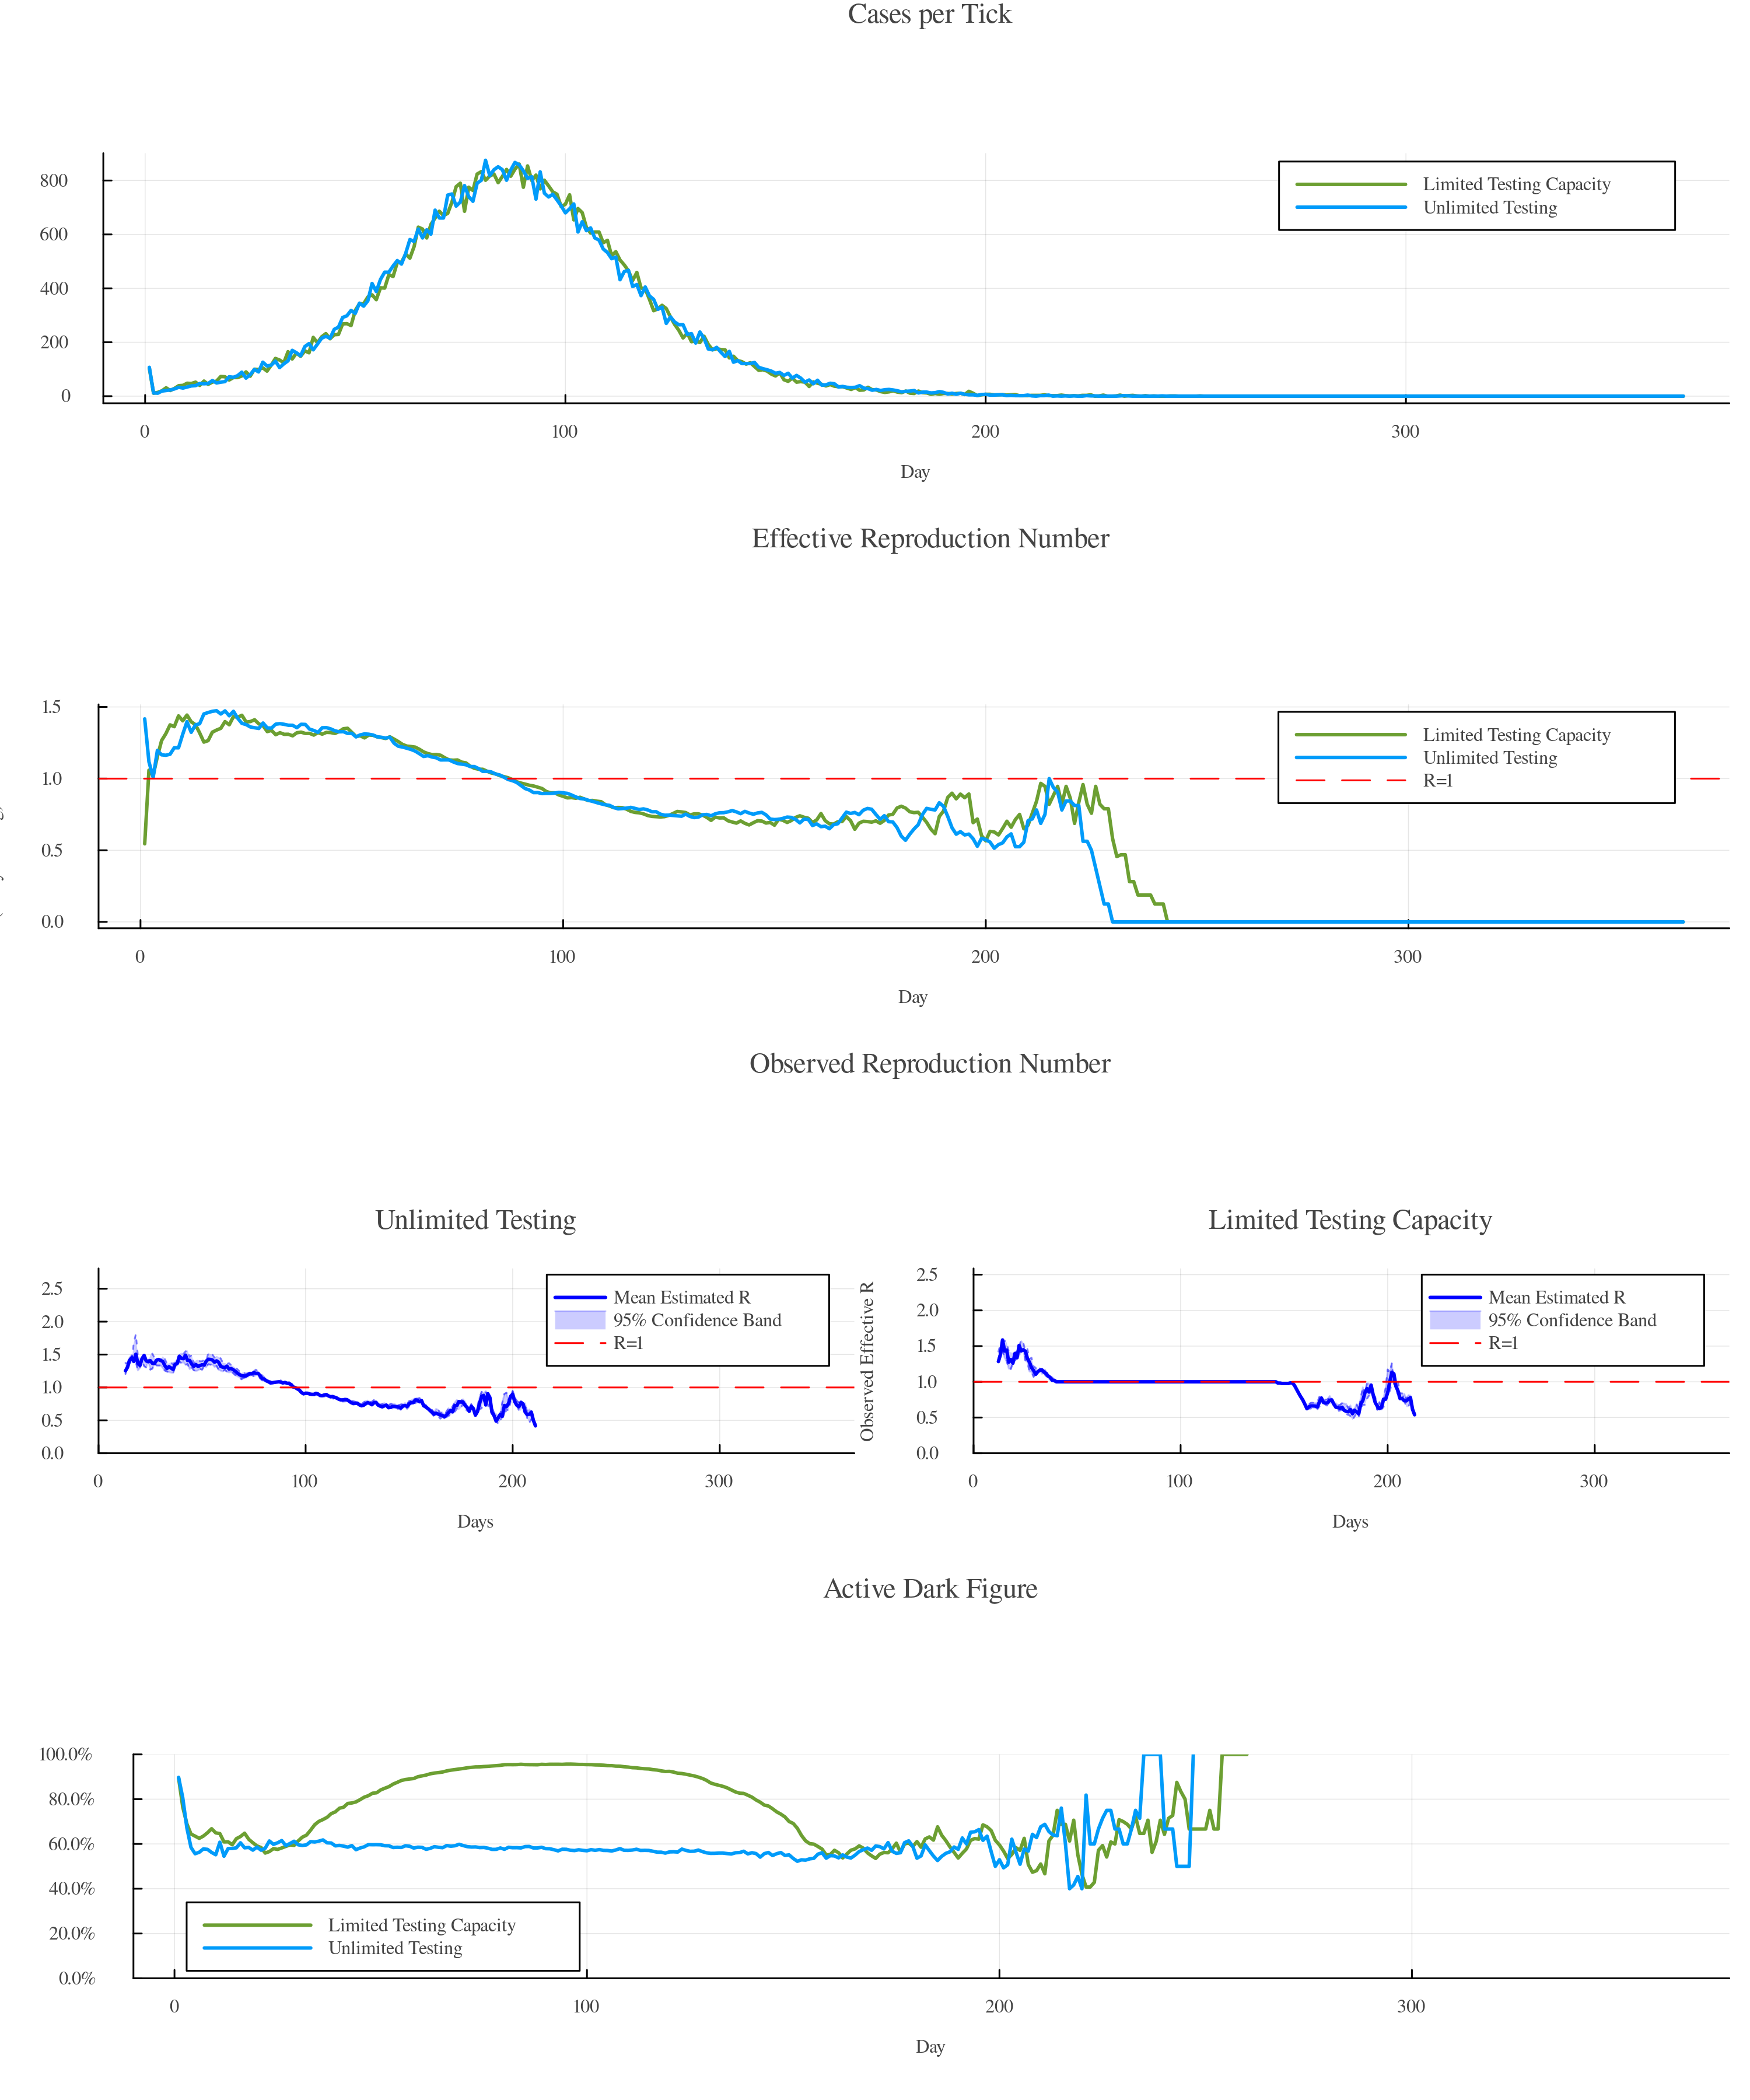 Cases per Tick
800
600
400
200
0
Limited Testing Capacity
Unlimited Testing
0 100 200 300
Day
Effective Reproduction Number
1.5
1.0
0.5
0.0
Limited Testing Capacity
Unlimited Testing
R=1
0 100 200 300
Day
Observed Reproduction Number
Unlimited Testing
2.5
2.0
1.5
1.0
0.5
0.0
Mean Estimated R
95% Confidence Band
R=1
0 100 200 300
Days
Limited Testing Capacity
Observed Effective R
2.5
2.0
1.5
1.0
0.5
0.0
Mean Estimated R
95% Confidence Band
R=1
0 100 200 300
Days
Active Dark Figure
100.0%
80.0%
60.0%
40.0%
20.0%
0.0%
Limited Testing Capacity
Unlimited Testing
0 100 200 300
Day